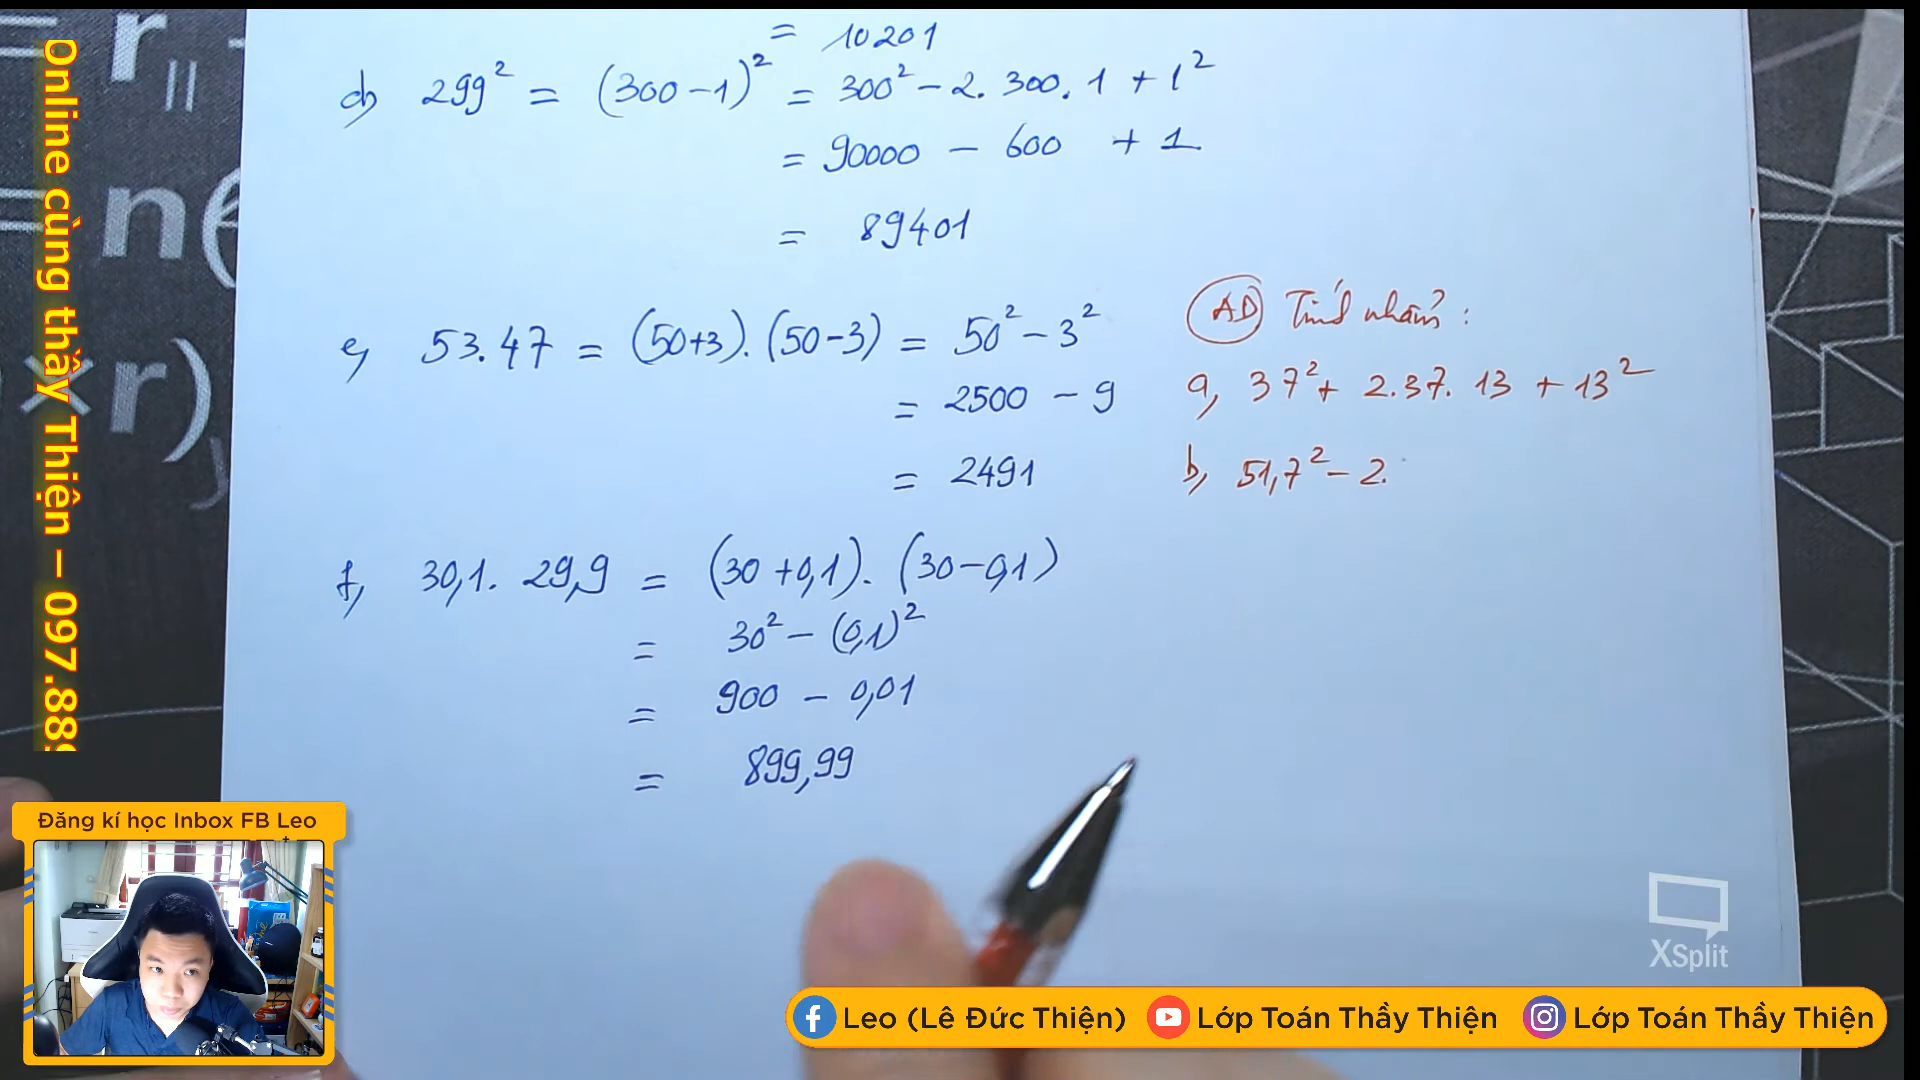 = 10201
d, 299² = (300-1)² = 300² - 2. 300. 1 + 1²
= 90000 - 600 + 1
= 89401
e, 53.47 = (50+3). (50-3) = 50² - 3²
= 2500 - 9
= 2491
f, 30,1. 29,9 = (30 +0,1). (30-0,1)
= 30² - (0,1)²
= 900 - 0,01
= 899,99
AD Tính nhẩm:
a, 37² + 2.37. 13 + 13²
b, 51,7² - 2.
= r ||
= n(
× r)
Online cùng thầy Thiện – 097.889
Đăng kí học Inbox FB Leo
XSplit
Leo (Lê Đức Thiện) Lớp Toán Thầy Thiện Lớp Toán Thầy Thiện